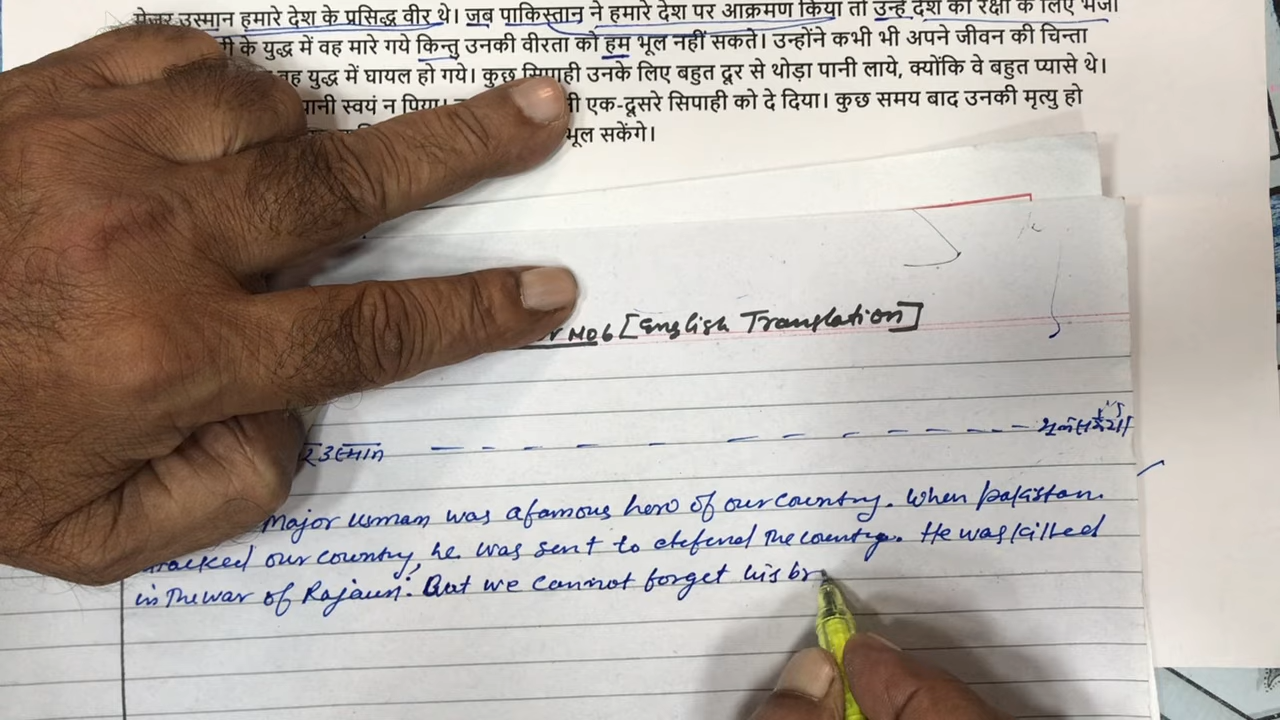 मेजर उस्मान हमारे देश के प्रसिद्ध वीर थे। जब पाकिस्तान ने हमारे देश पर आक्रमण किया तो उन्हें देश की रक्षा के लिए भेजा
के युद्ध में वह मारे गये किन्तु उनकी वीरता को हम भूल नहीं सकते। उन्होंने कभी भी अपने जीवन की चिन्ता
वह युद्ध में घायल हो गये। कुछ सिपाही उनके लिए बहुत दूर से थोड़ा पानी लाये, क्योंकि वे बहुत प्यासे थे।
पानी स्वयं न पिया। एक-दूसरे सिपाही को दे दिया। कुछ समय बाद उनकी मृत्यु हो
भूल सकेंगे।
[English Translation]
उस्मान - - - - - - - - - -
Major Usman was a famous hero of our country. When pakistan
our country, he was sent to defend the country. He was killed
in the war of Rajauri. But we cannot forget his br